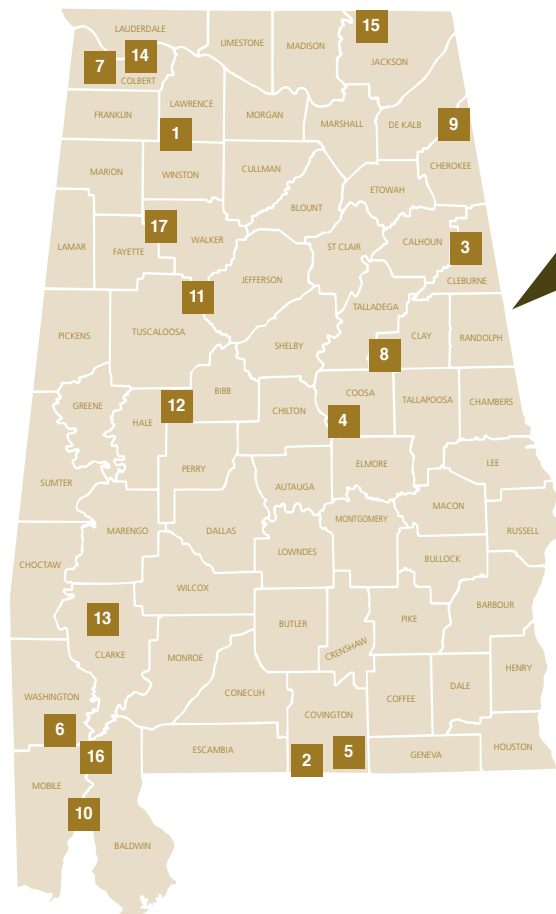 15
LAUDERDALE
LIMESTONE
MADISON
14
7
JACKSON
COLBERT
LAWRENCE
FRANKLIN
MORGAN
MARSHALL
DE KALB
9
1
CHEROKEE
MARION
WINSTON
CULLMAN
ETOWAH
BLOUNT
17
LAMAR
FAYETTE
WALKER
ST CLAIR
CALHOUN
3
JEFFERSON
CLEBURNE
11
TALLADEGA
PICKENS
TUSCALOOSA
SHELBY
CLAY
RANDOLPH
8
BIBB
COOSA
GREENE
12
HALE
CHILTON
TALLAPOOSA
CHAMBERS
4
PERRY
ELMORE
LEE
SUMTER
AUTAUGA
MACON
MARENGO
DALLAS
MONTGOMERY
RUSSELL
CHOCTAW
LOWNDES
BULLOCK
WILCOX
BARBOUR
13
BUTLER
PIKE
CLARKE
MONROE
CRENSHAW
HENRY
WASHINGTON
CONECUH
COFFEE
DALE
COVINGTON
6
ESCAMBIA
2
5
GENEVA
HOUSTON
16
MOBILE
10
BALDWIN